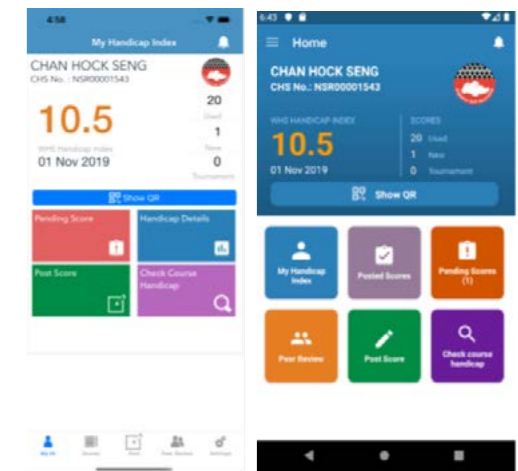 4:58
My Handicap Index
CHAN HOCK SENG
CHS No. : NSR00001543
10.5
WHS Handicap Index
01 Nov 2019
20
Used
1
New
0
Tournament
Show QR
Pending Score
Handicap Details
Post Score
Check Course
Handicap
Scores
Peer Review
Settings
6:43
Home
CHAN HOCK SENG
CHS No.: NSR00001543
WHS HANDICAP INDEX
10.5
01 Nov 2019
SCORES
20 Used
1 New
0 Tournament
Show QR
My Handicap
Index
Posted Scores
Pending Scores
(1)
Peer Review
Post Score
Check course
handicap